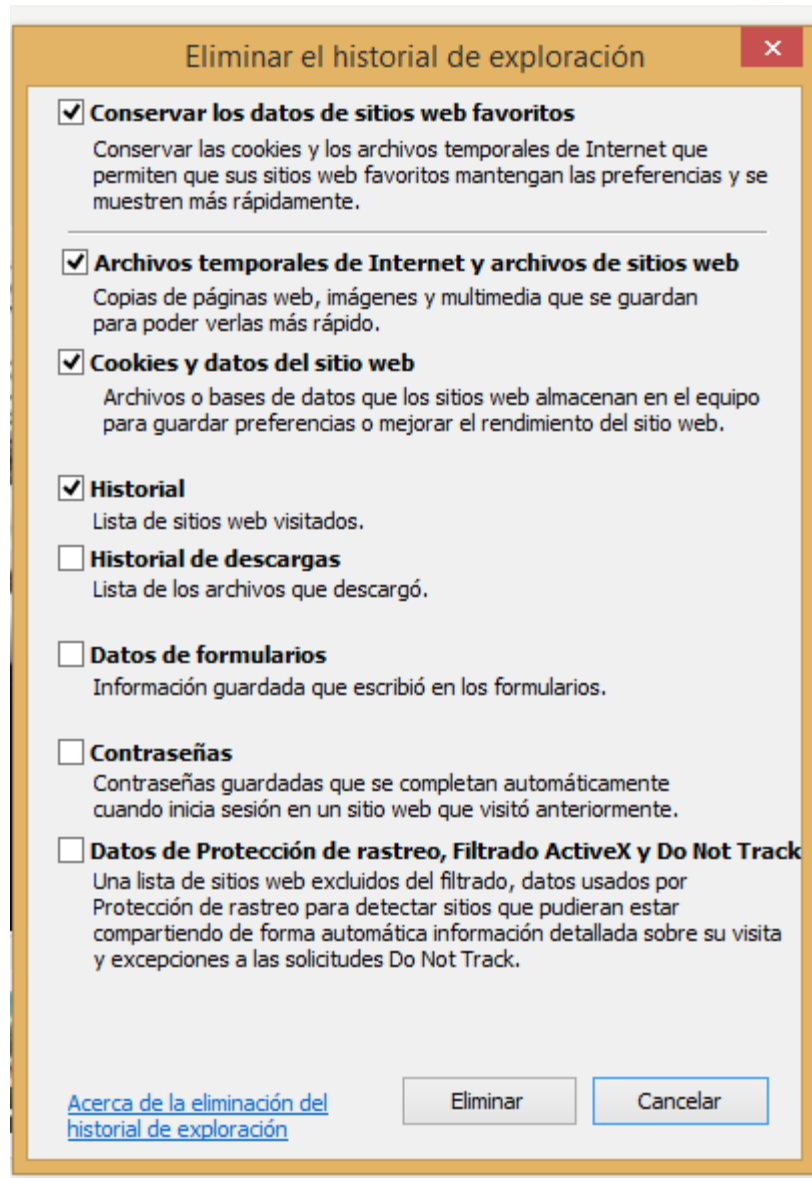 Eliminar el historial de exploración
Conservar los datos de sitios web favoritos
Conservar las cookies y los archivos temporales de Internet que
permiten que sus sitios web favoritos mantengan las preferencias y se
muestren más rápidamente.
Archivos temporales de Internet y archivos de sitios web
Copias de páginas web, imágenes y multimedia que se guardan
para poder verlas más rápido.
Cookies y datos del sitio web
Archivos o bases de datos que los sitios web almacenan en el equipo
para guardar preferencias o mejorar el rendimiento del sitio web.
Historial
Lista de sitios web visitados.
Historial de descargas
Lista de los archivos que descargó.
Datos de formularios
Información guardada que escribió en los formularios.
Contraseñas
Contraseñas guardadas que se completan automáticamente
cuando inicia sesión en un sitio web que visitó anteriormente.
Datos de Protección de rastreo, Filtrado ActiveX y Do Not Track
Una lista de sitios web excluidos del filtrado, datos usados por
Protección de rastreo para detectar sitios que pudieran estar
compartiendo de forma automática información detallada sobre su visita
y excepciones a las solicitudes Do Not Track.
Acerca de la eliminación del
historial de exploración
Eliminar
Cancelar